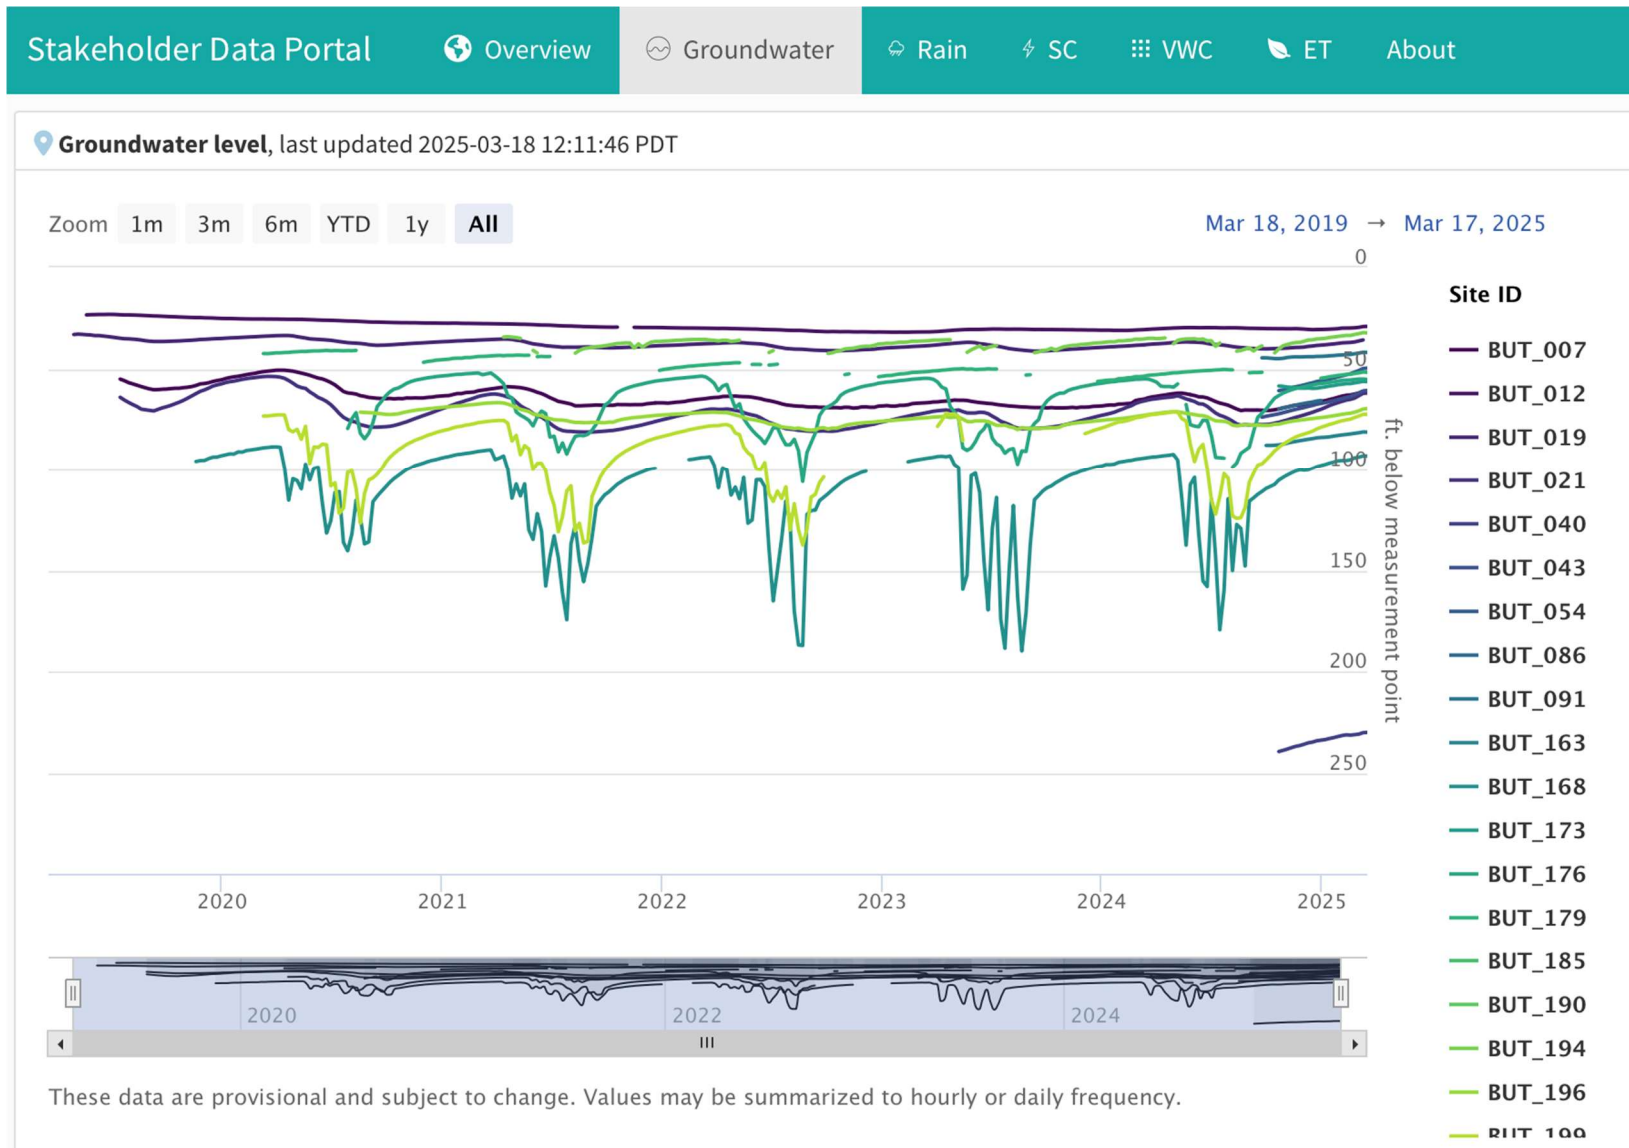 Stakeholder Data Portal Overview Groundwater Rain SC VWC ET About
Groundwater level, last updated 2025-03-18 12:11:46 PDT
Zoom 1m 3m 6m YTD 1y All Mar 18, 2019 → Mar 17, 2025
0
50
100
150
200
250
ft. below measurement point
2020 2021 2022 2023 2024 2025
Site ID
BUT_007
BUT_012
BUT_019
BUT_021
BUT_040
BUT_043
BUT_054
BUT_086
BUT_091
BUT_163
BUT_168
BUT_173
BUT_176
BUT_179
BUT_185
BUT_190
BUT_194
BUT_196
BUT_199
2020 2022 2024
These data are provisional and subject to change. Values may be summarized to hourly or daily frequency.